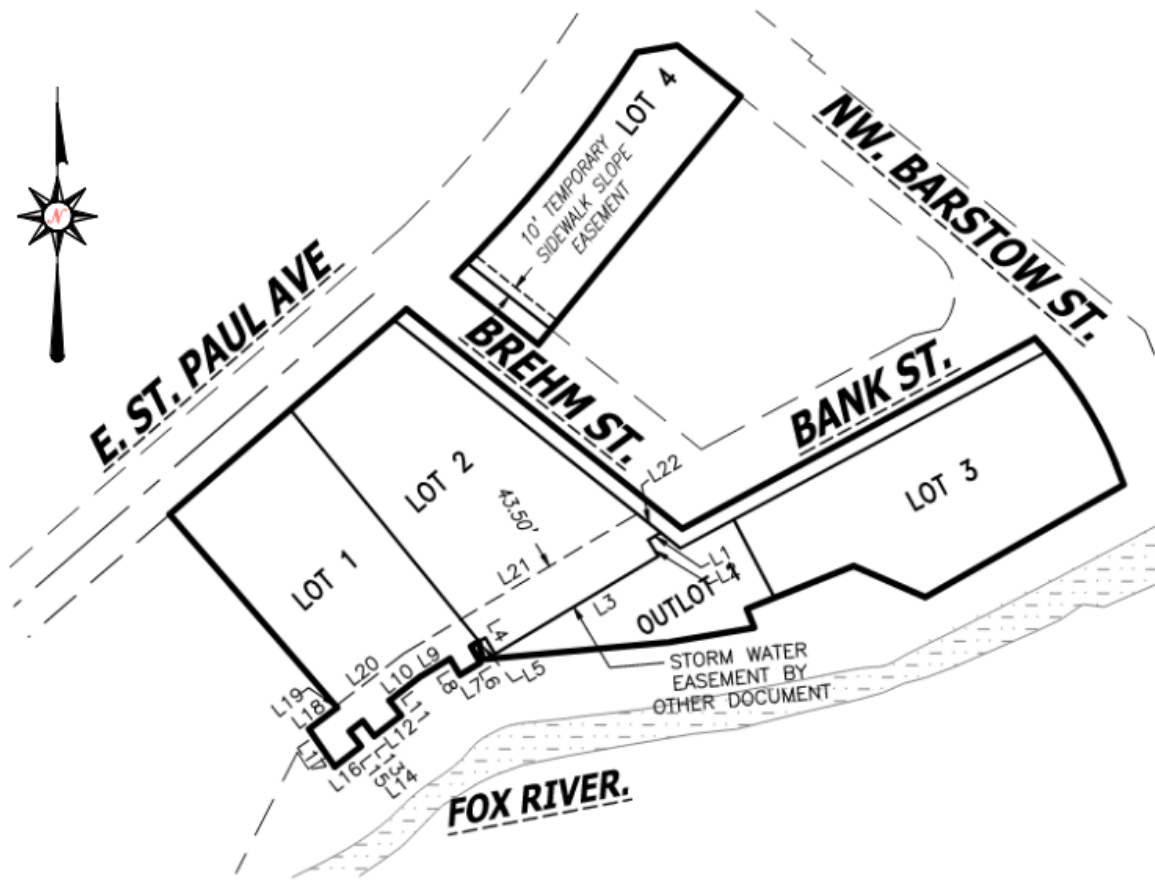 LOT 4
NW. BARSTOW ST.
10' TEMPORARY
SIDEWALK SLOPE
EASEMENT
N
E. ST. PAUL AVE
BREHM ST.
BANK ST.
L22
LOT 2
LOT 3
43.50'
L1
L21
LOT 1
L3
OUTLOT 1
L4
L9
L5
STORM WATER
EASEMENT BY
OTHER DOCUMENT
L20
L10
L8
L7
L6
L19
L18
L11
L12
L17
L16
L15
L13
L14
FOX RIVER.